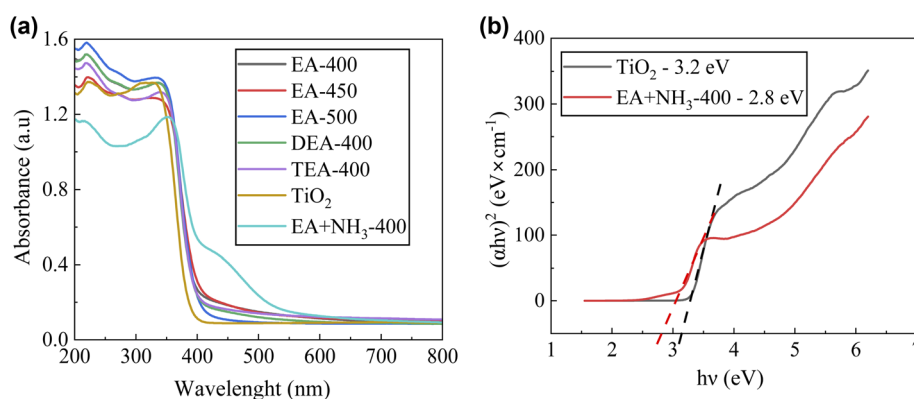 (a)
1.6
1.2
0.8
0.4
0.0
Absorbance (a.u)
EA-400
EA-450
EA-500
DEA-400
TEA-400
TiO₂
EA+NH₃-400
200 300 400 500 600 700 800
Wavelenght (nm)
(b)
400
300
200
100
0
(αhν)² (eV×cm⁻¹)
TiO₂ - 3.2 eV
EA+NH₃-400 - 2.8 eV
1 2 3 4 5 6 7
hν (eV)